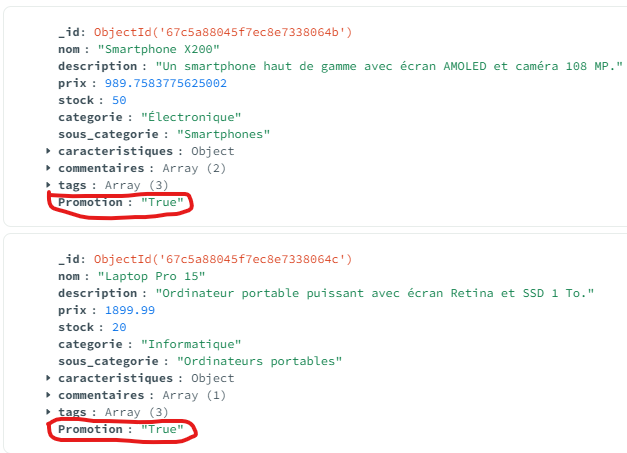 _id: ObjectId('67c5a88045f7ec8e7338064b')
nom : "Smartphone X200"
description : "Un smartphone haut de gamme avec écran AMOLED et caméra 108 MP."
prix : 989.7583775625002
stock : 50
categorie : "Électronique"
sous_categorie : "Smartphones"
caracteristiques : Object
commentaires : Array (2)
tags : Array (3)
Promotion : "True"
_id: ObjectId('67c5a88045f7ec8e7338064c')
nom : "Laptop Pro 15"
description : "Ordinateur portable puissant avec écran Retina et SSD 1 To."
prix : 1899.99
stock : 20
categorie : "Informatique"
sous_categorie : "Ordinateurs portables"
caracteristiques : Object
commentaires : Array (1)
tags : Array (3)
Promotion : "True"